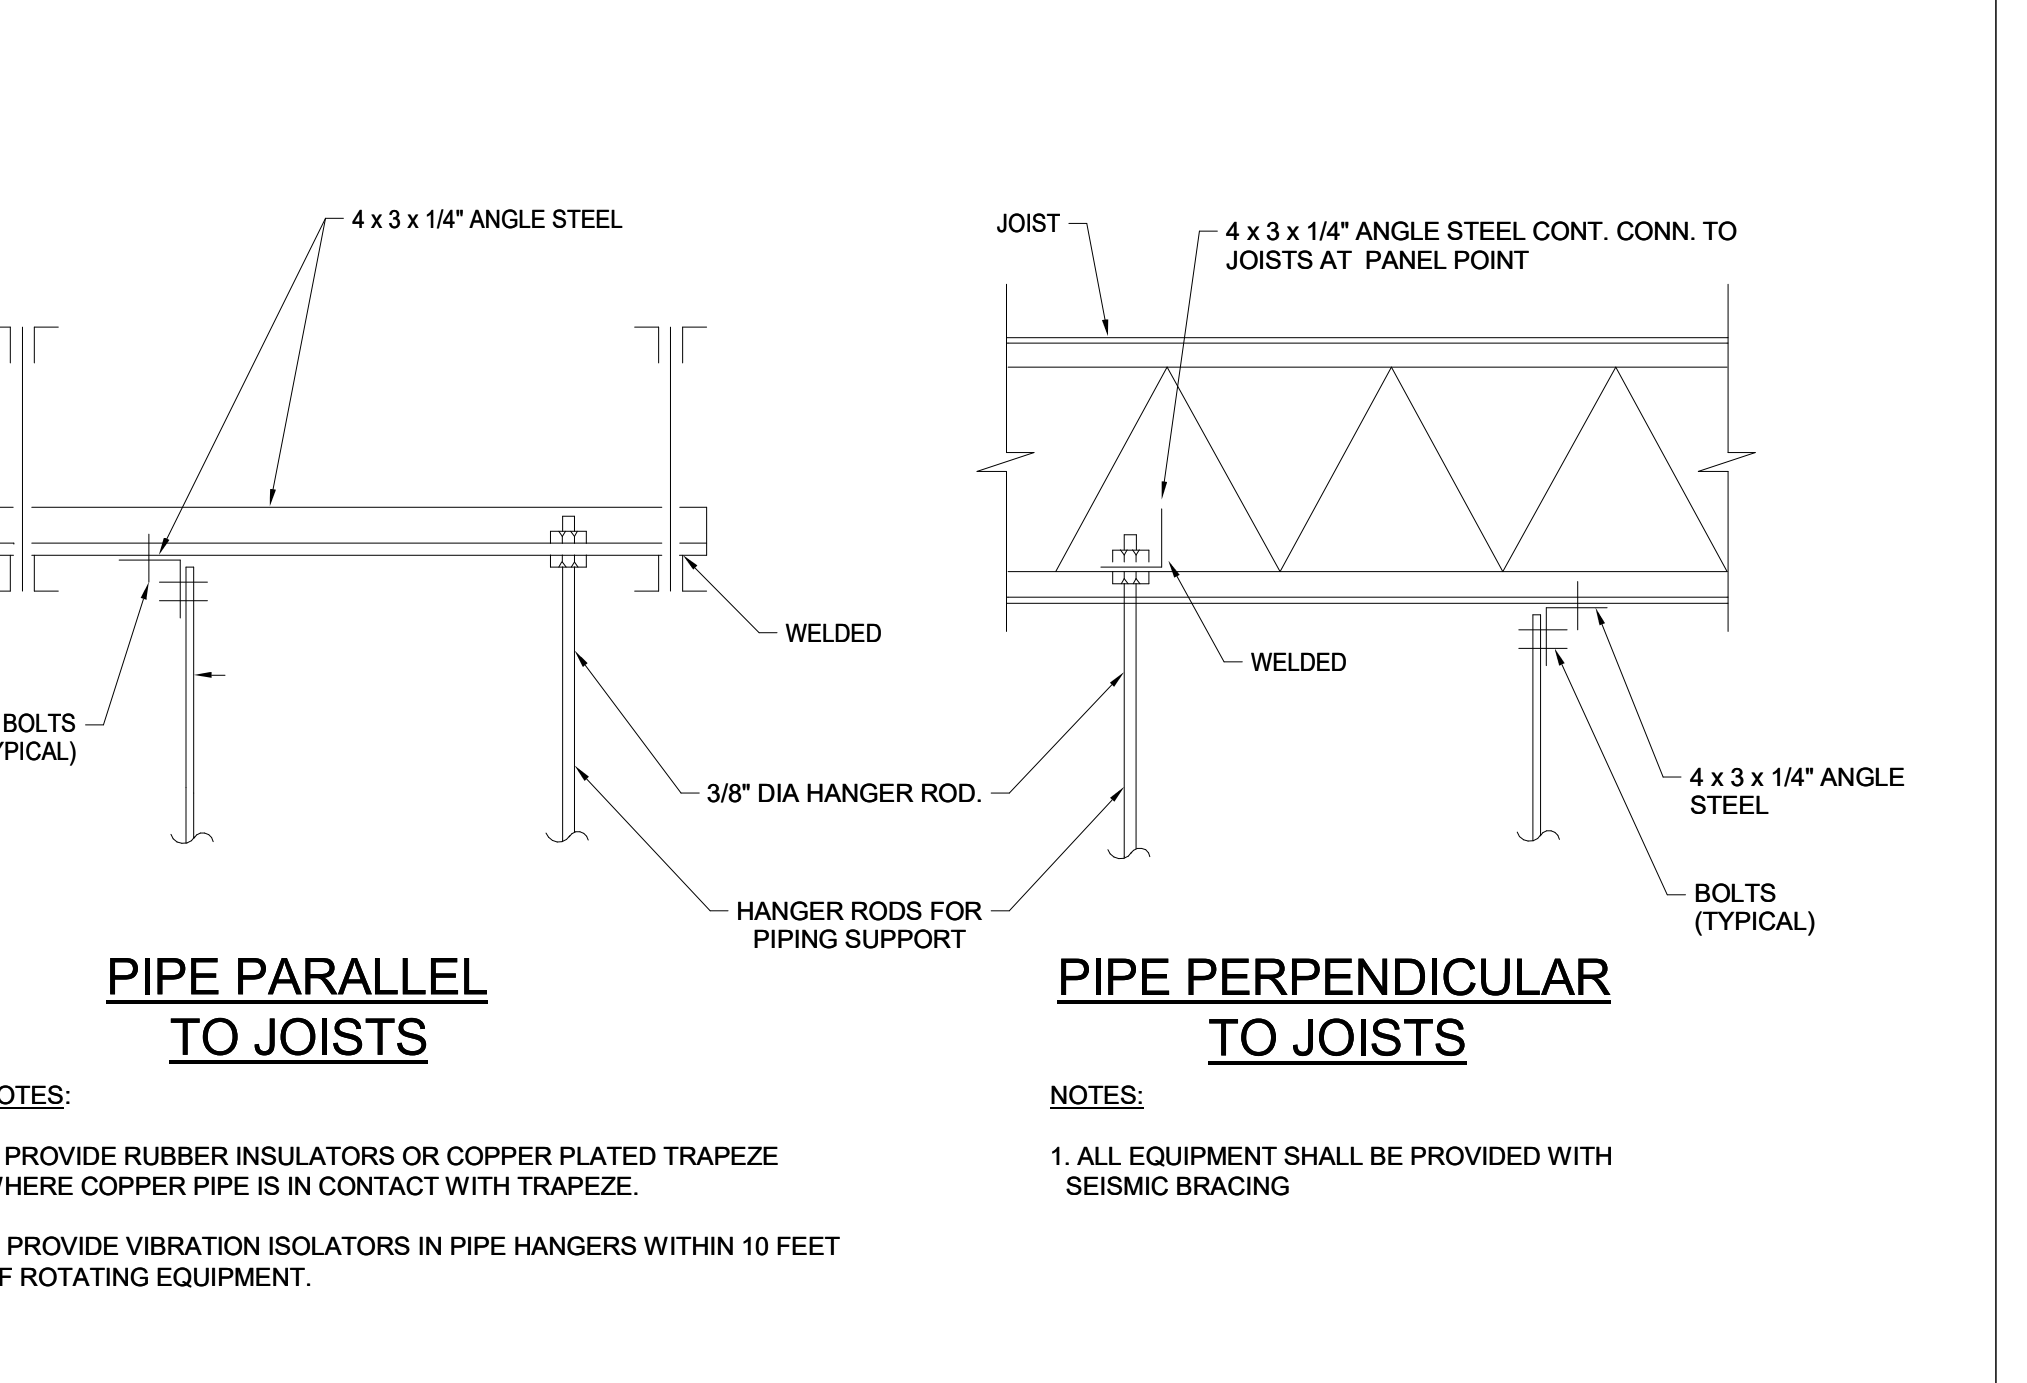 4 x 3 x 1/4" ANGLE STEEL
WELDED
BOLTS
(TYPICAL)
3/8" DIA HANGER ROD.
HANGER RODS FOR
PIPING SUPPORT
JOIST
4 x 3 x 1/4" ANGLE STEEL CONT. CONN. TO
JOISTS AT PANEL POINT
WELDED
4 x 3 x 1/4" ANGLE
STEEL
BOLTS
(TYPICAL)
PIPE PARALLEL
TO JOISTS
NOTES:
PROVIDE RUBBER INSULATORS OR COPPER PLATED TRAPEZE
WHERE COPPER PIPE IS IN CONTACT WITH TRAPEZE.
PROVIDE VIBRATION ISOLATORS IN PIPE HANGERS WITHIN 10 FEET
OF ROTATING EQUIPMENT.
PIPE PERPENDICULAR
TO JOISTS
NOTES:
1. ALL EQUIPMENT SHALL BE PROVIDED WITH
SEISMIC BRACING